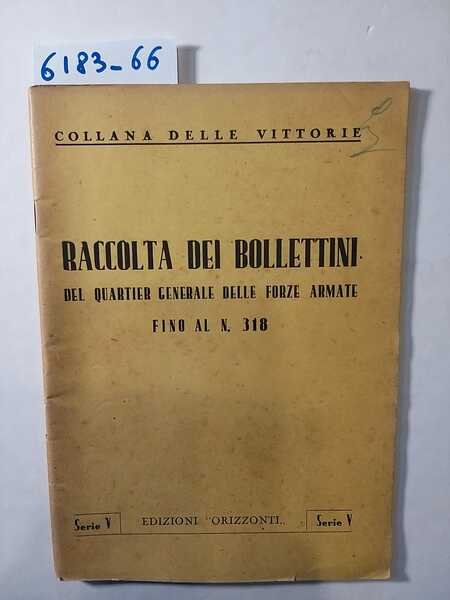 6183-66
COLLANA DELLE VITTORIE
RACCOLTA DEI BOLLETTINI
DEL QUARTIER GENERALE DELLE FORZE ARMATE
FINO AL N. 318
Serie V EDIZIONI "ORIZZONTI" Serie V